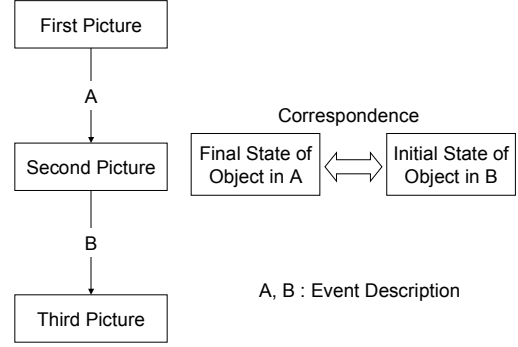 First Picture
A
Correspondence
Second Picture
Final State of
Object in A
Initial State of
Object in B
B
A, B : Event Description
Third Picture